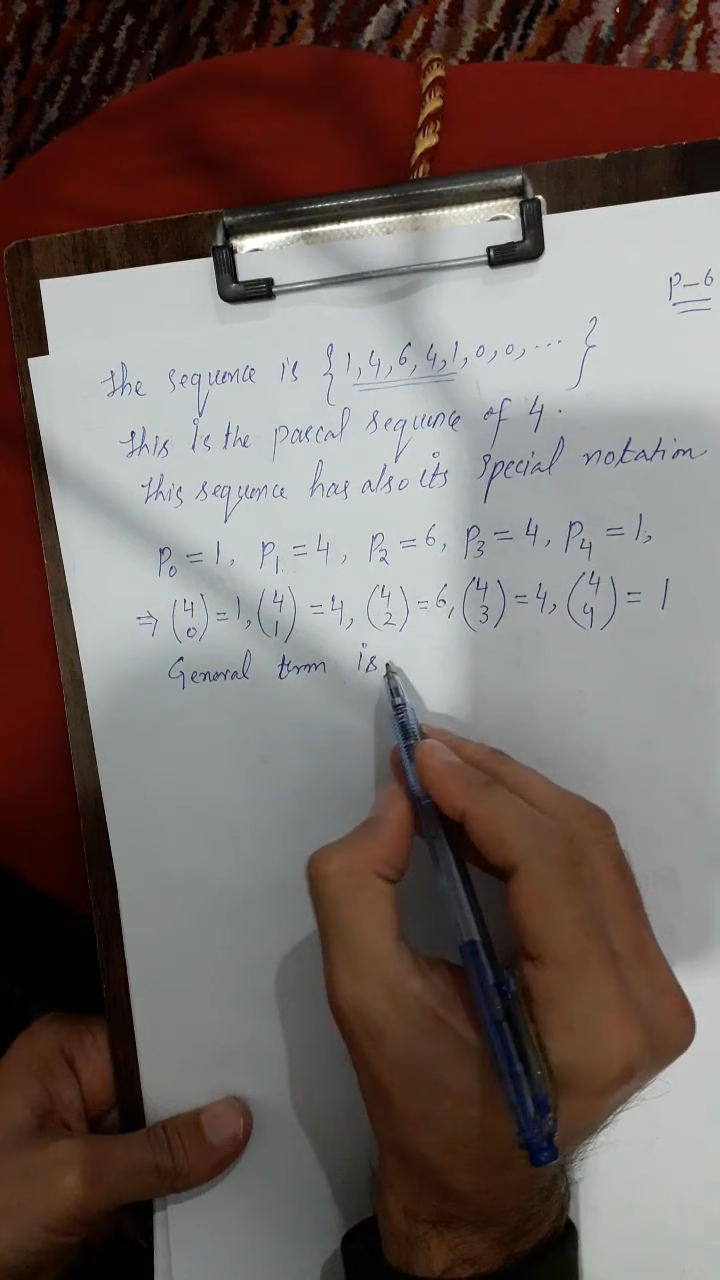 P-6
The sequence is {1, 4, 6, 4, 1, 0, 0, ... }
This is the pascal sequence of 4.
This sequence has also its special notation
P₀ = 1, P₁ = 4, P₂ = 6, P₃ = 4, P₄ = 1,
⇒ (4 0) = 1, (4 1) = 4, (4 2) = 6, (4 3) = 4, (4 4) = 1
General term is